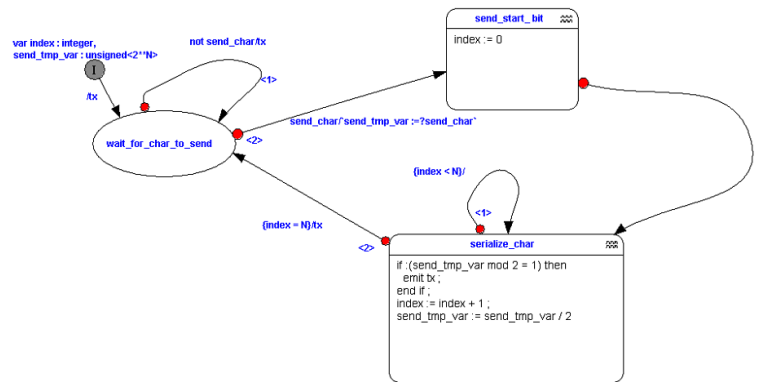 send_start_ bit
index := 0
var index : integer,
send_tmp_var : unsigned<2**N>
I
/tx
not send_char/tx
<1>
wait_for_char_to_send
<2>
send_char/`send_tmp_var :=?send_char`
{index < N}/
<1>
{index = N}/tx
<2>
serialize_char
if :(send_tmp_var mod 2 = 1) then
emit tx ;
end if ;
index := index + 1 ;
send_tmp_var := send_tmp_var / 2